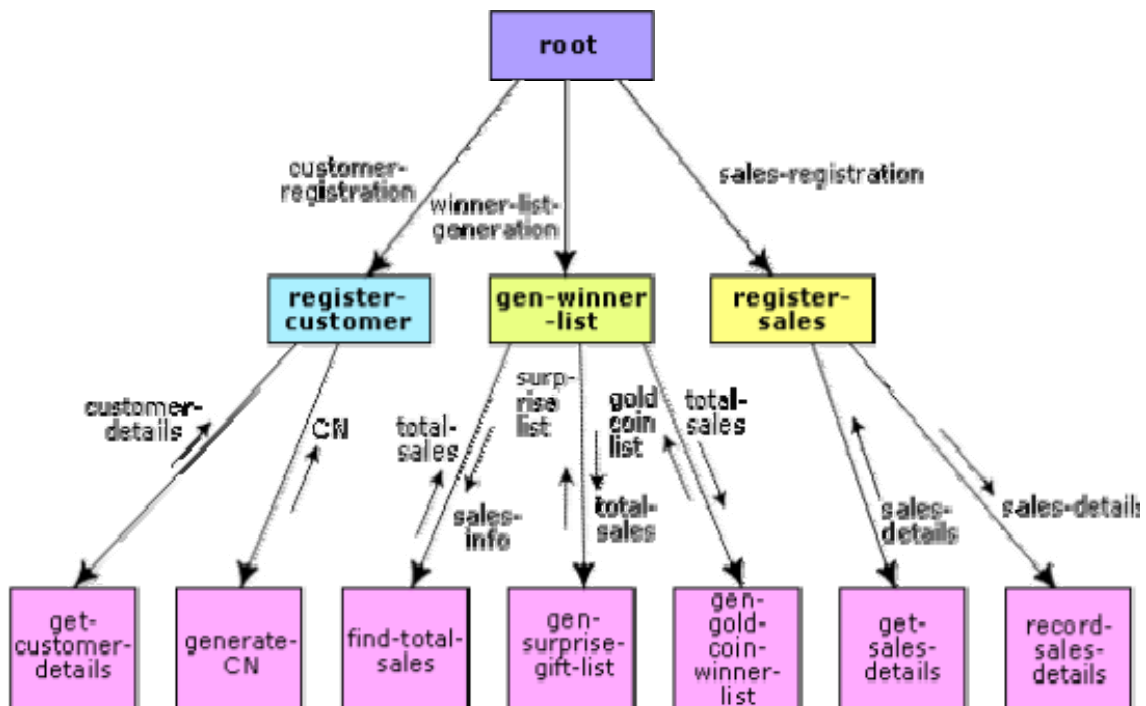 root
customer-
registration
winner-list-
generation
sales-registration
register-
customer
gen-winner
-list
register-
sales
customer-
details
CN
total-
sales
sales-
info
surp-
rise
list
total-
sales
gold
coin
list
total-
sales
sales-
details
sales-details
get-
customer-
details
generate-
CN
find-total-
sales
gen-
surprise-
gift-list
gen-
gold-
coin-
winner-
list
get-
sales-
details
record-
sales-
details